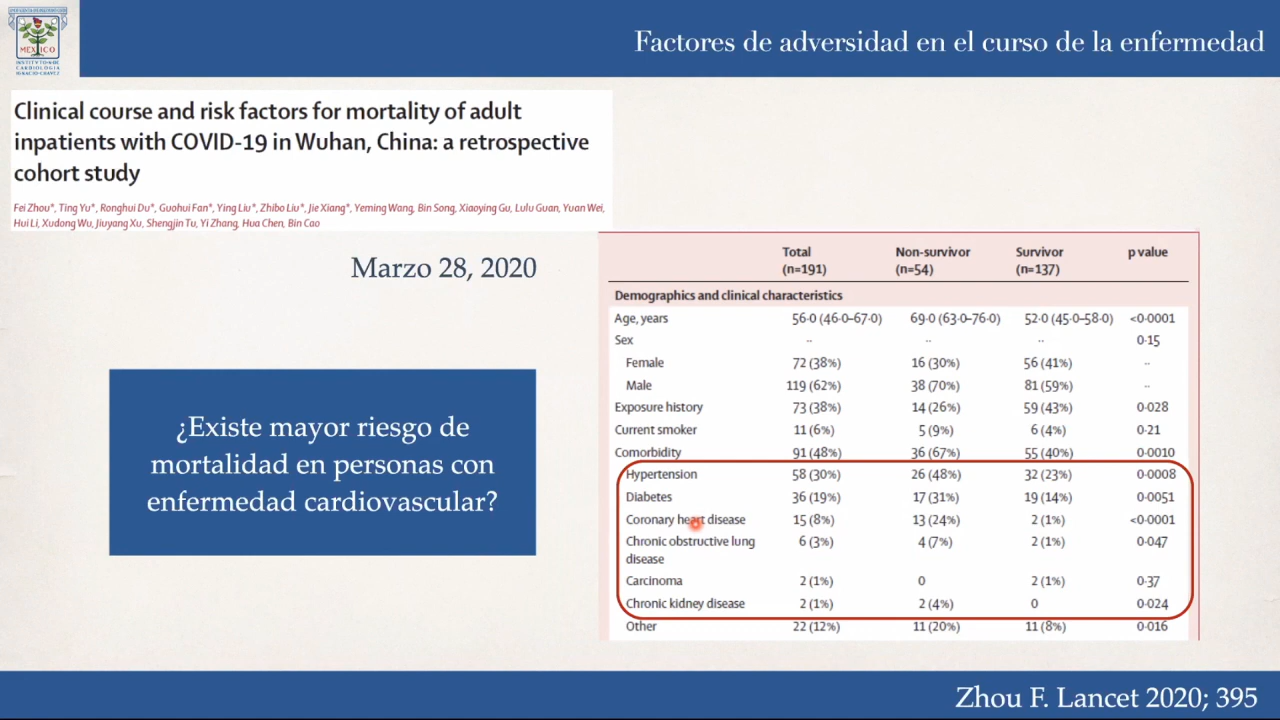 MEXICO
Factores de adversidad en el curso de la enfermedad
Clinical course and risk factors for mortality of adult
inpatients with COVID-19 in Wuhan, China: a retrospective
cohort study
Fei Zhou*, Ting Yu*, Ronghui Du*, Guohui Fan*, Ying Liu*, Zhibo Liu*, Jie Xiang*, Yeming Wang, Bin Song, Xiaoying Gu, Lulu Guan, Yuan Wei,
Hui Li, Xudong Wu, Jiuyang Xu, Shengjin Tu, Yi Zhang, Hua Chen, Bin Cao
Marzo 28, 2020
¿Existe mayor riesgo de
mortalidad en personas con
enfermedad cardiovascular?
Total (n=191) Non-survivor (n=54) Survivor (n=137) p value
Demographics and clinical characteristics
Age, years 56·0 (46·0–67·0) 69·0 (63·0–76·0) 52·0 (45·0–58·0) <0·0001
Sex ·· ·· ·· 0·15
Female 72 (38%) 16 (30%) 56 (41%) ··
Male 119 (62%) 38 (70%) 81 (59%) ··
Exposure history 73 (38%) 14 (26%) 59 (43%) 0·028
Current smoker 11 (6%) 5 (9%) 6 (4%) 0·21
Comorbidity 91 (48%) 36 (67%) 55 (40%) 0·0010
Hypertension 58 (30%) 26 (48%) 32 (23%) 0·0008
Diabetes 36 (19%) 17 (31%) 19 (14%) 0·0051
Coronary heart disease 15 (8%) 13 (24%) 2 (1%) <0·0001
Chronic obstructive lung 6 (3%) 4 (7%) 2 (1%) 0·047
disease
Carcinoma 2 (1%) 0 2 (1%) 0·37
Chronic kidney disease 2 (1%) 2 (4%) 0 0·024
Other 22 (12%) 11 (20%) 11 (8%) 0·016
Zhou F. Lancet 2020; 395